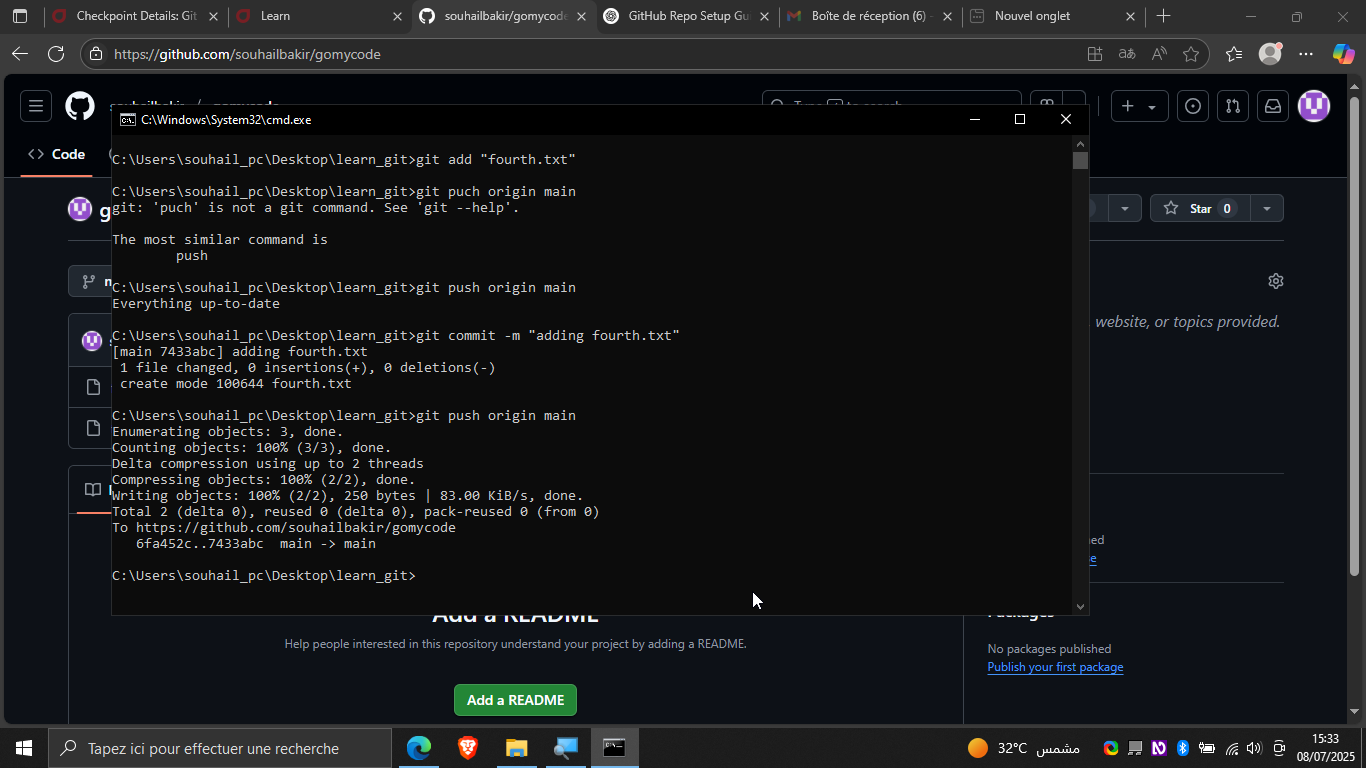 Checkpoint Details: Git
Learn
souhailbakir/gomycode
GitHub Repo Setup Gu
Boîte de réception (6) -
Nouvel onglet
https://github.com/souhailbakir/gomycode
C:\Windows\System32\cmd.exe
Code
C:\Users\souhail_pc\Desktop\learn_git>git add "fourth.txt"
C:\Users\souhail_pc\Desktop\learn_git>git puch origin main
git: 'puch' is not a git command. See 'git --help'.
Star 0
The most similar command is
push
C:\Users\souhail_pc\Desktop\learn_git>git push origin main
Everything up-to-date
website, or topics provided.
C:\Users\souhail_pc\Desktop\learn_git>git commit -m "adding fourth.txt"
[main 7433abc] adding fourth.txt
1 file changed, 0 insertions(+), 0 deletions(-)
create mode 100644 fourth.txt
C:\Users\souhail_pc\Desktop\learn_git>git push origin main
Enumerating objects: 3, done.
Counting objects: 100% (3/3), done.
Delta compression using up to 2 threads
Compressing objects: 100% (2/2), done.
Writing objects: 100% (2/2), 250 bytes | 83.00 KiB/s, done.
Total 2 (delta 0), reused 0 (delta 0), pack-reused 0 (from 0)
To https://github.com/souhailbakir/gomycode
6fa452c..7433abc main -> main
C:\Users\souhail_pc\Desktop\learn_git>
Add a README
Packages
Help people interested in this repository understand your project by adding a README.
No packages published
Publish your first package
Add a README
Tapez ici pour effectuer une recherche
32°C مشمس
15:33
08/07/2025